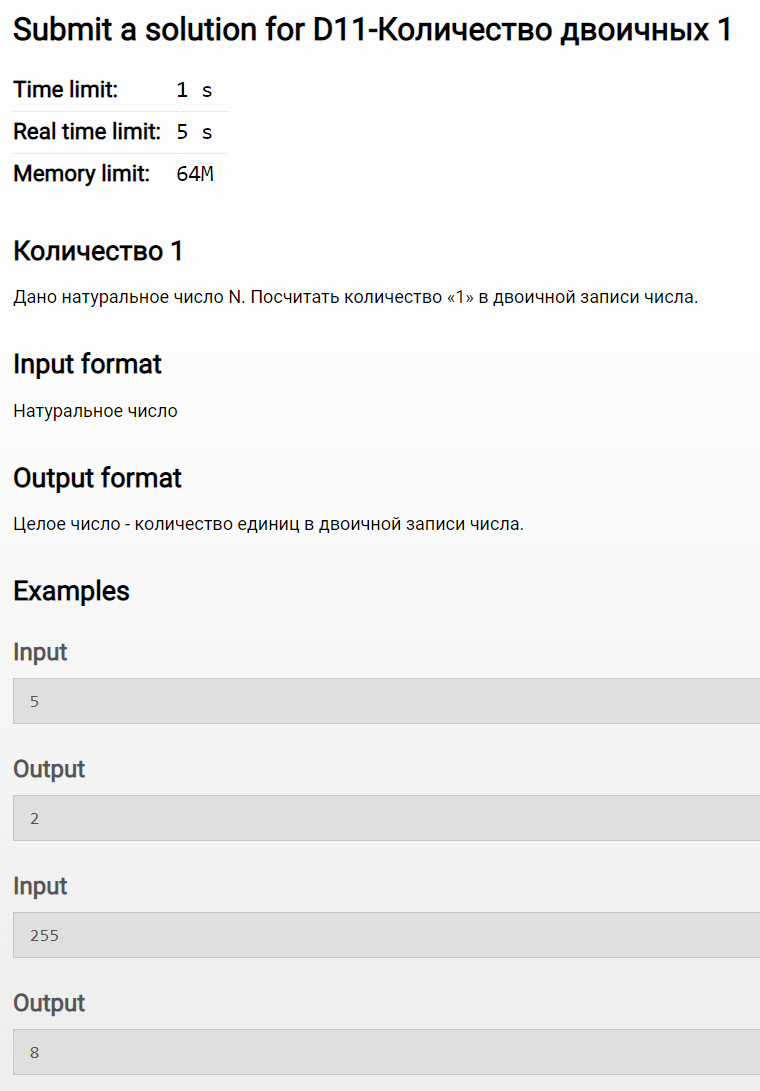 Submit a solution for D11-Количество двоичных 1
Time limit: 1 s
Real time limit: 5 s
Memory limit: 64M
Количество 1
Дано натуральное число N. Посчитать количество «1» в двоичной записи числа.
Input format
Натуральное число
Output format
Целое число - количество единиц в двоичной записи числа.
Examples
Input
5
Output
2
Input
255
Output
8